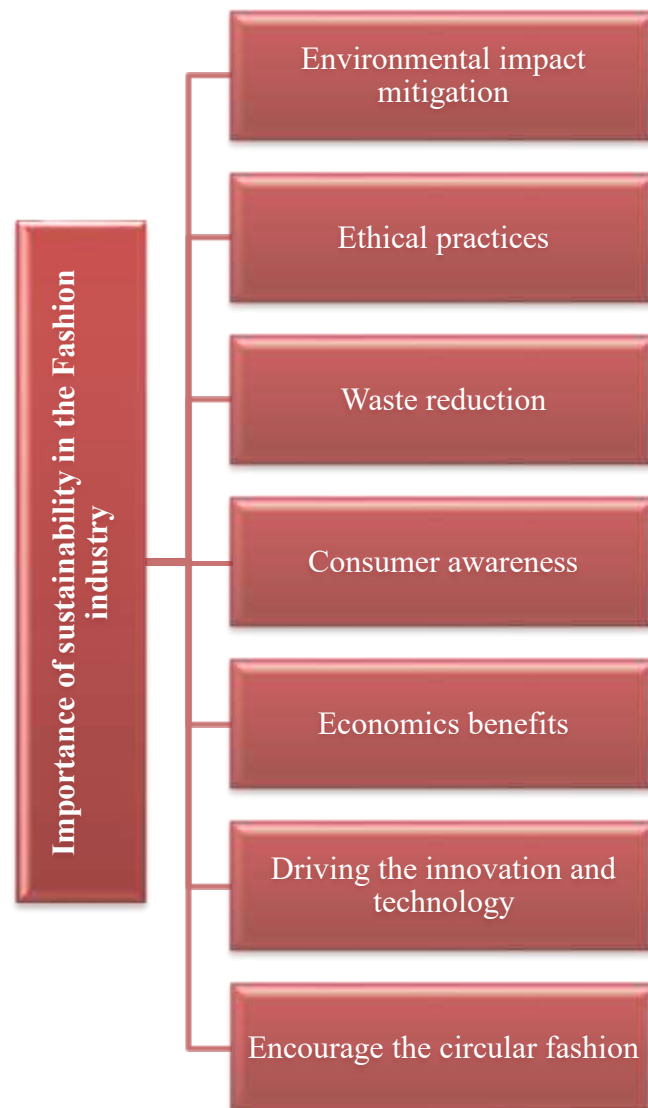 Importance of sustainability in the Fashion
industry
Environmental impact
mitigation
Ethical practices
Waste reduction
Consumer awareness
Economics benefits
Driving the innovation and
technology
Encourage the circular fashion